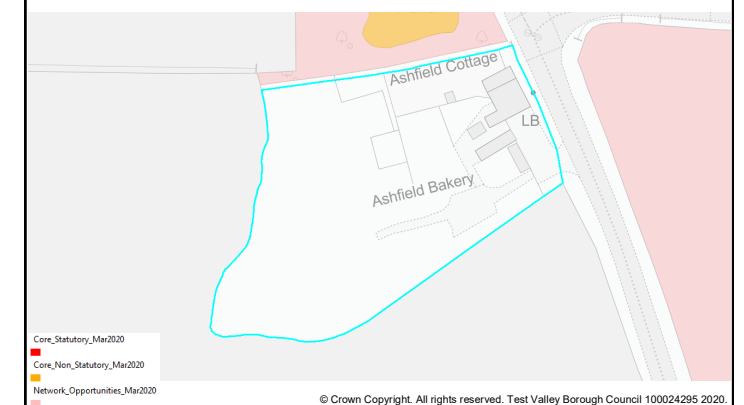 Ashfield Cottage
LB
Ashfield Bakery
Core_Statutory_Mar2020
Core_Non_Statutory_Mar2020
Network_Opportunities_Mar2020
© Crown Copyright. All rights reserved. Test Valley Borough Council 100024295 2020.